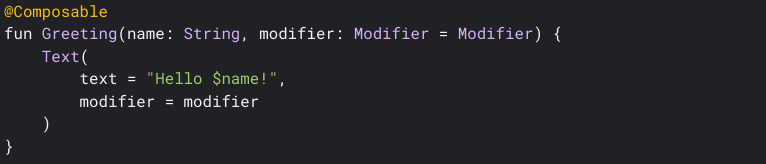 @Composable
fun Greeting(name: String, modifier: Modifier = Modifier) {
    Text(
        text = "Hello $name!",
        modifier = modifier
    )
}